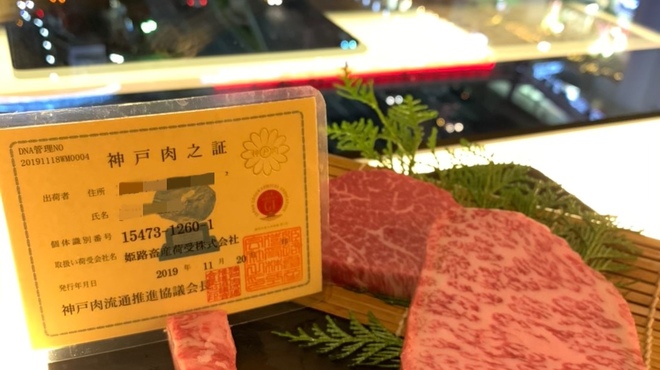 DNA管理NO
20191118WM0004
神戸肉之証
出荷者 住所
氏名
個体識別番号 15473-1260-1
取扱い荷受会社名 姫路畜産荷受株式会社
発行年月日 2019 年 11 月 20
神戸肉流通推進協議会長